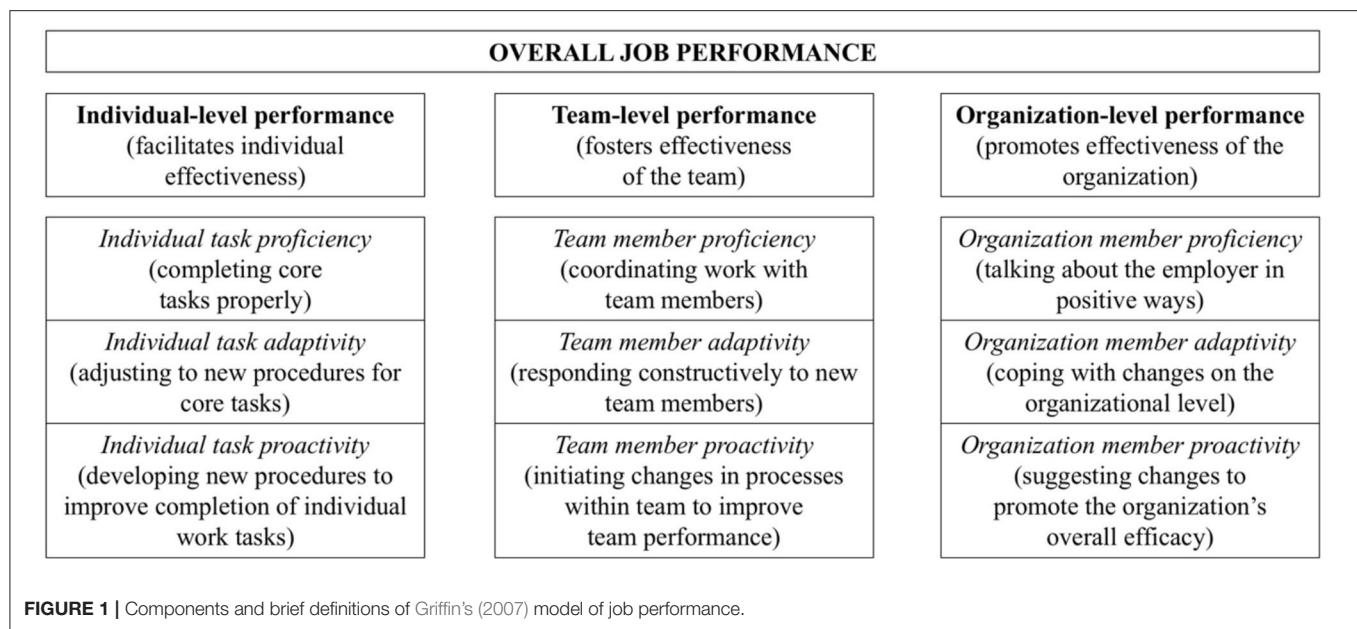 OVERALL JOB PERFORMANCE
Individual-level performance
(facilitates individual
effectiveness)
Team-level performance
(fosters effectiveness
of the team)
Organization-level performance
(promotes effectiveness of the
organization)
Individual task proficiency
(completing core
tasks properly)
Team member proficiency
(coordinating work with
team members)
Organization member proficiency
(talking about the employer in
positive ways)
Individual task adaptivity
(adjusting to new procedures for
core tasks)
Team member adaptivity
(responding constructively to new
team members)
Organization member adaptivity
(coping with changes on the
organizational level)
Individual task proactivity
(developing new procedures to
improve completion of individual
work tasks)
Team member proactivity
(initiating changes in processes
within team to improve
team performance)
Organization member proactivity
(suggesting changes to
promote the organization's
overall efficacy)
FIGURE 1 | Components and brief definitions of Griffin's (2007) model of job performance.